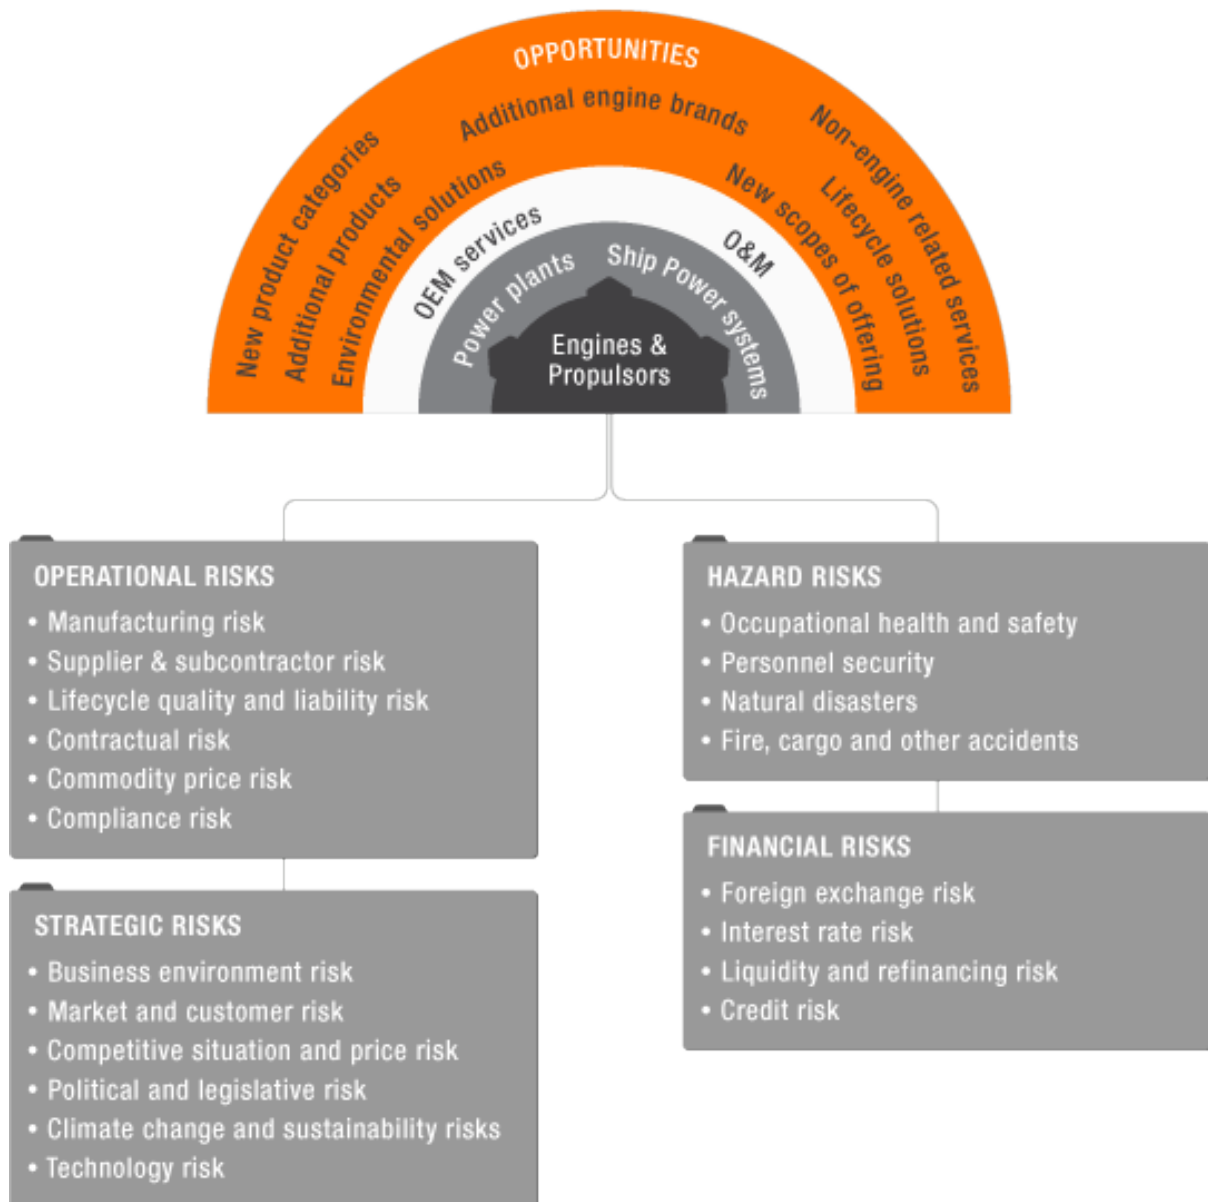 OPPORTUNITIES
Additional engine brands
New product categories
Additional products
Environmental solutions
Non-engine related services
Lifecycle solutions
New scopes of offering
OEM services
O&M
Power plants
Ship Power systems
Engines &
Propulsors
OPERATIONAL RISKS
• Manufacturing risk
• Supplier & subcontractor risk
• Lifecycle quality and liability risk
• Contractual risk
• Commodity price risk
• Compliance risk
HAZARD RISKS
• Occupational health and safety
• Personnel security
• Natural disasters
• Fire, cargo and other accidents
STRATEGIC RISKS
• Business environment risk
• Market and customer risk
• Competitive situation and price risk
• Political and legislative risk
• Climate change and sustainability risks
• Technology risk
FINANCIAL RISKS
• Foreign exchange risk
• Interest rate risk
• Liquidity and refinancing risk
• Credit risk